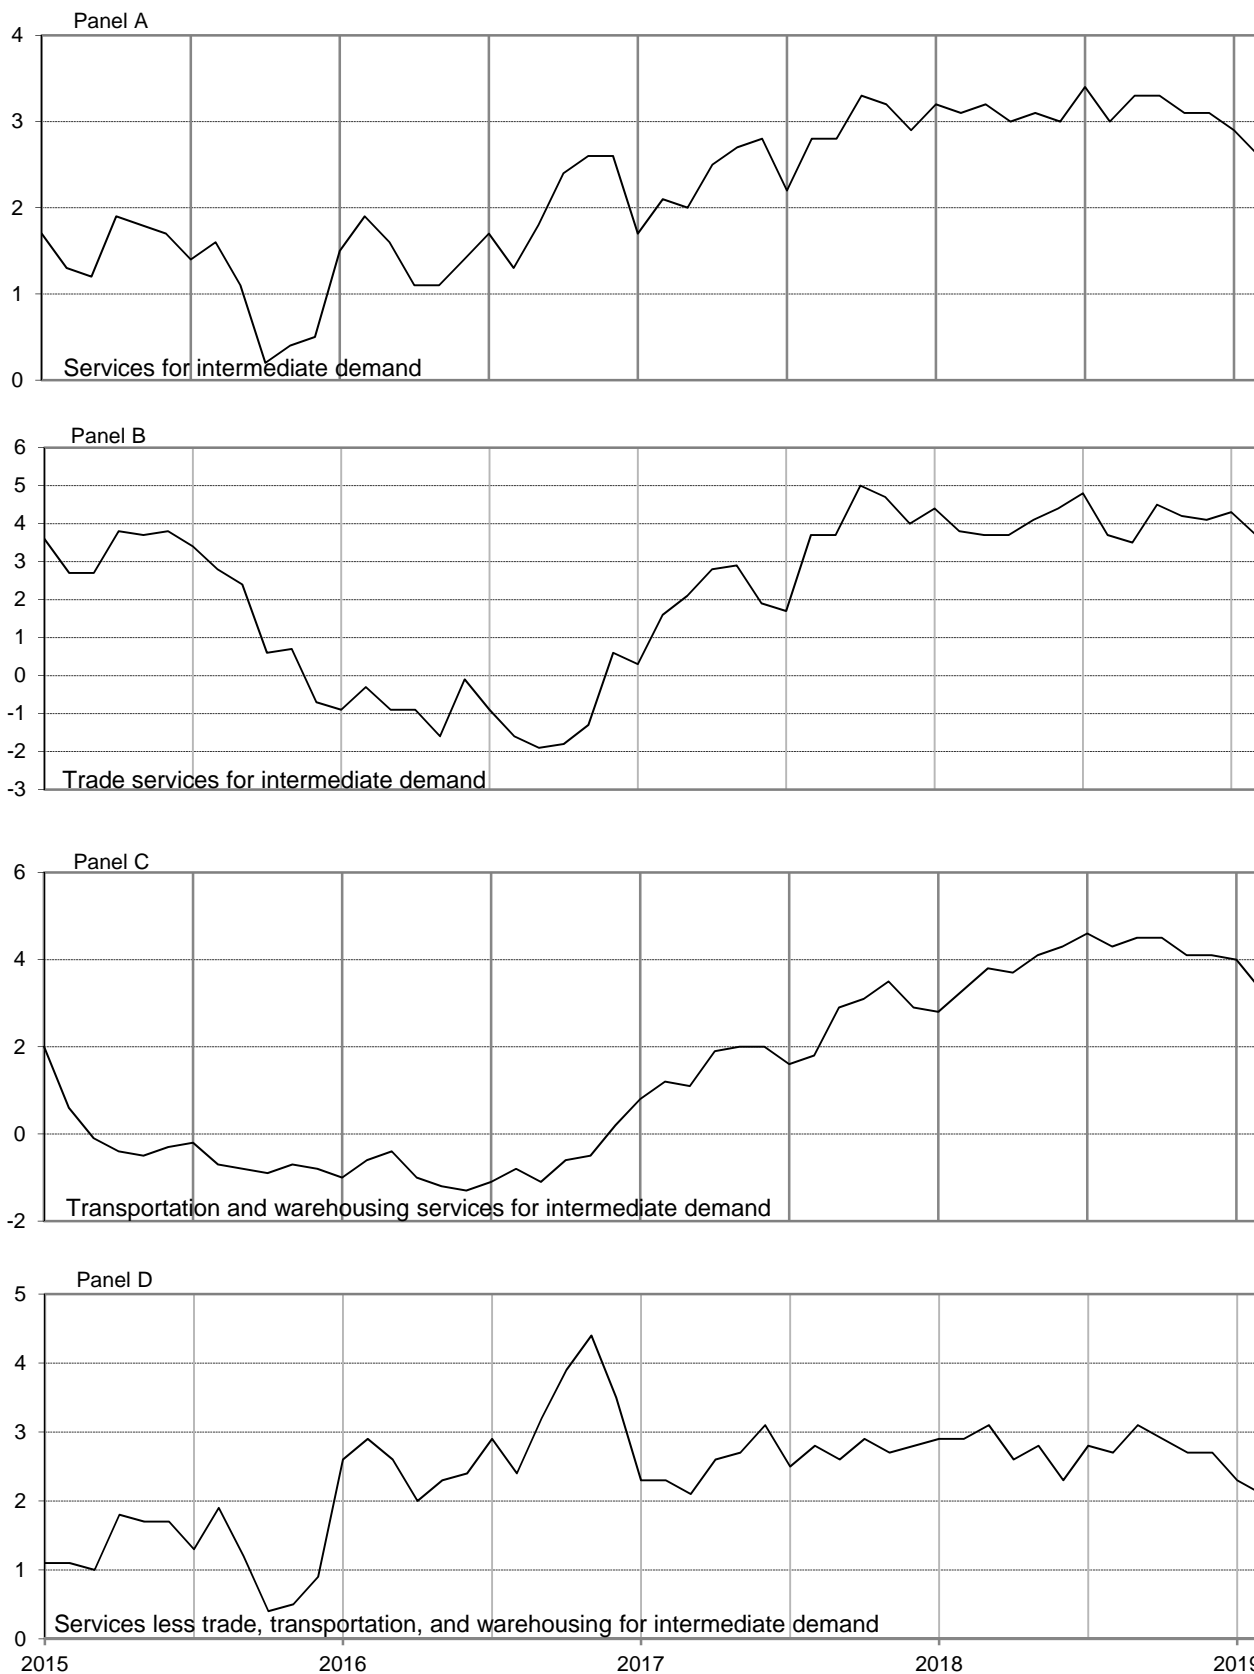 Panel A
4
3
2
1
0
Services for intermediate demand
Panel B
6
5
4
3
2
1
0
-1
-2
-3
Trade services for intermediate demand
Panel C
6
4
2
0
-2
Transportation and warehousing services for intermediate demand
Panel D
5
4
3
2
1
0
Services less trade, transportation, and warehousing for intermediate demand
2015 2016 2017 2018 2019